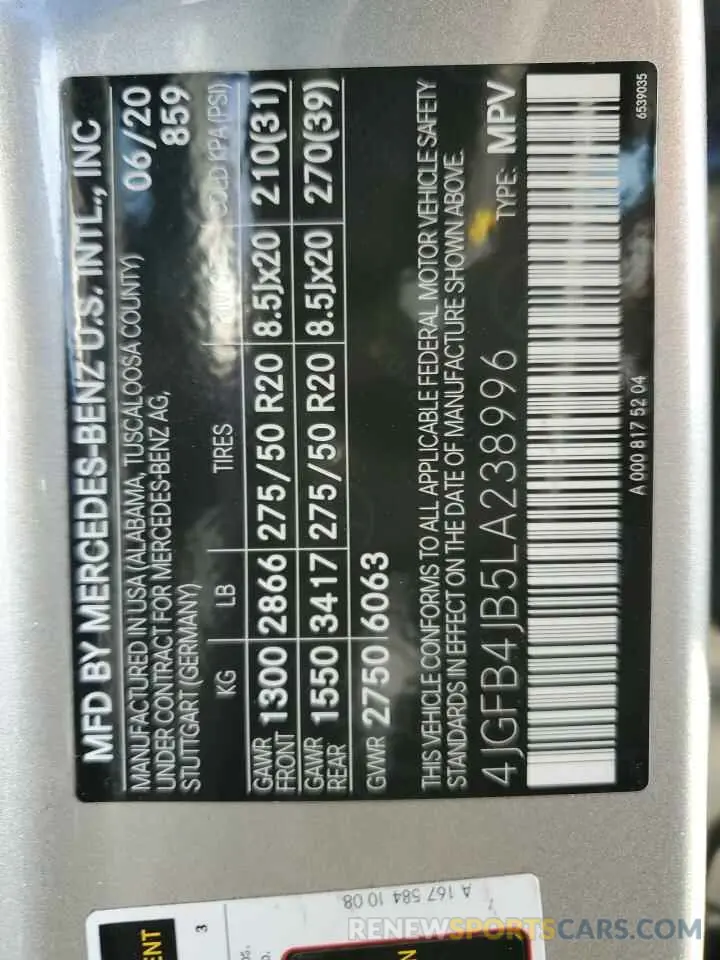 MFD BY MERCEDES-BENZ U.S. INTL., INC
MANUFACTURED IN USA (ALABAMA, TUSCALOOSA COUNTY) 06/20
UNDER CONTRACT FOR MERCEDES-BENZ AG, 859
STUTTGART (GERMANY)
KG LB TIRES COLD KPA (PSI)
GAWR
FRONT 1300 2866 275/50 R20 8.5Jx20 210(31)
GAWR
REAR 1550 3417 275/50 R20 8.5Jx20 270(39)
GVWR 2750 6063
THIS VEHICLE CONFORMS TO ALL APPLICABLE FEDERAL MOTOR VEHICLE SAFETY
STANDARDS IN EFFECT ON THE DATE OF MANUFACTURE SHOWN ABOVE.
4JGFB4JB5LA238996 TYPE: MPV
A 000 817 52 04 6539035
A 167 584 10 08
3
RENEWSPORTSCARS.COM